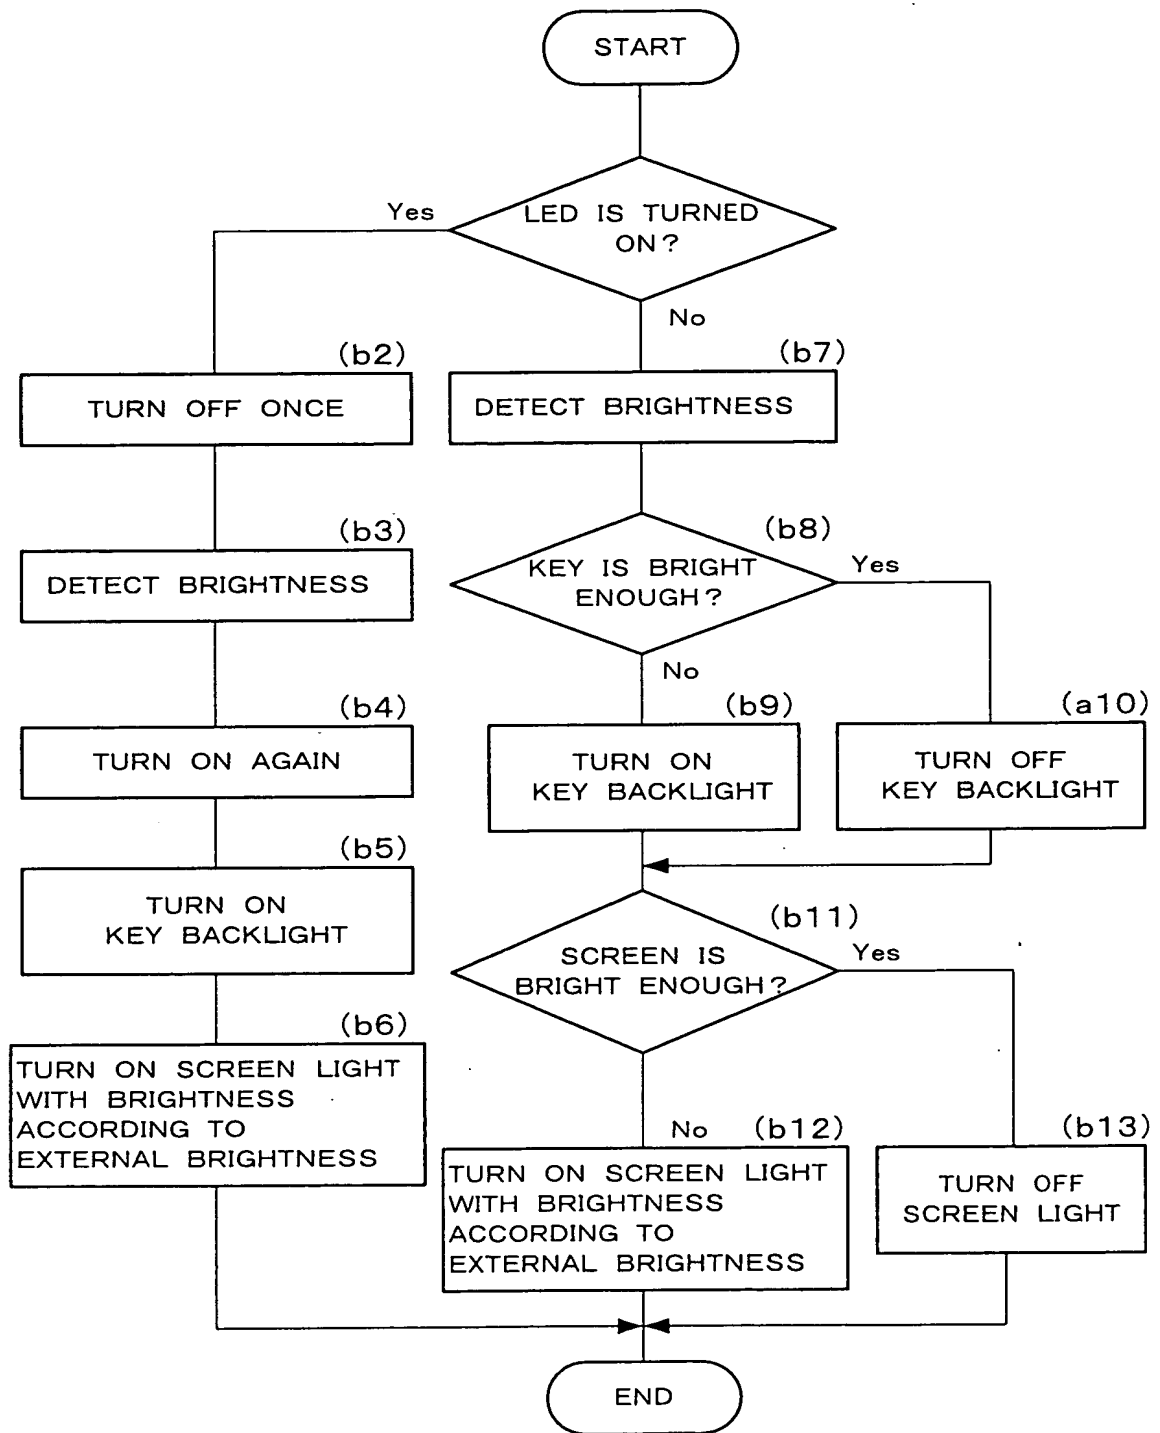 START
LED IS TURNED
ON?
Yes
No
(b2)
TURN OFF ONCE
(b7)
DETECT BRIGHTNESS
(b3)
DETECT BRIGHTNESS
(b8)
KEY IS BRIGHT
ENOUGH?
Yes
No
(b4)
TURN ON AGAIN
(b9)
TURN ON
KEY BACKLIGHT
(a10)
TURN OFF
KEY BACKLIGHT
(b5)
TURN ON
KEY BACKLIGHT
(b11)
SCREEN IS
BRIGHT ENOUGH?
Yes
No
(b6)
TURN ON SCREEN LIGHT
WITH BRIGHTNESS
ACCORDING TO
EXTERNAL BRIGHTNESS
(b12)
TURN ON SCREEN LIGHT
WITH BRIGHTNESS
ACCORDING TO
EXTERNAL BRIGHTNESS
(b13)
TURN OFF
SCREEN LIGHT
END